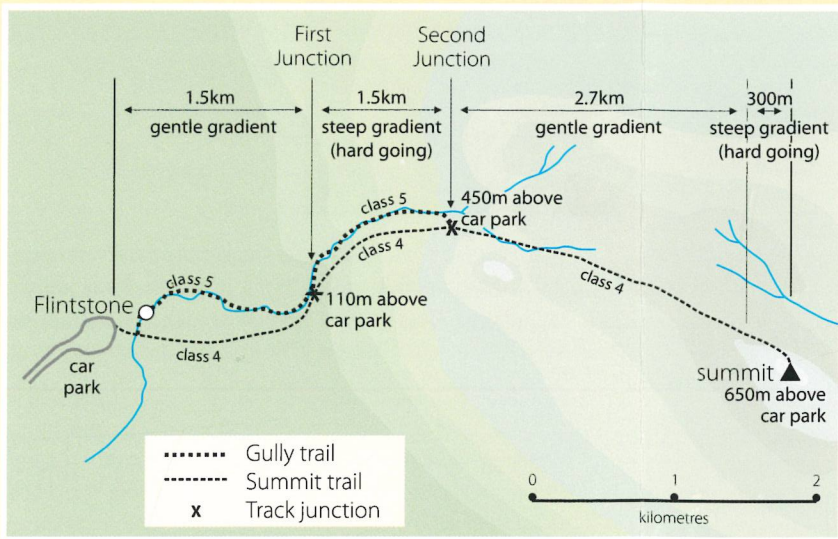 First
Junction
Second
Junction
1.5km
gentle gradient
1.5km
steep gradient
(hard going)
2.7km
gentle gradient
300m
steep gradient
(hard going)
class 5
450m above
car park
class 4
class 5
class 4
Flintstone
X
X
110m above
car park
class 4
car
park
summit
650m above
car park
Gully trail
Summit trail
X Track junction
0 1 2
kilometres